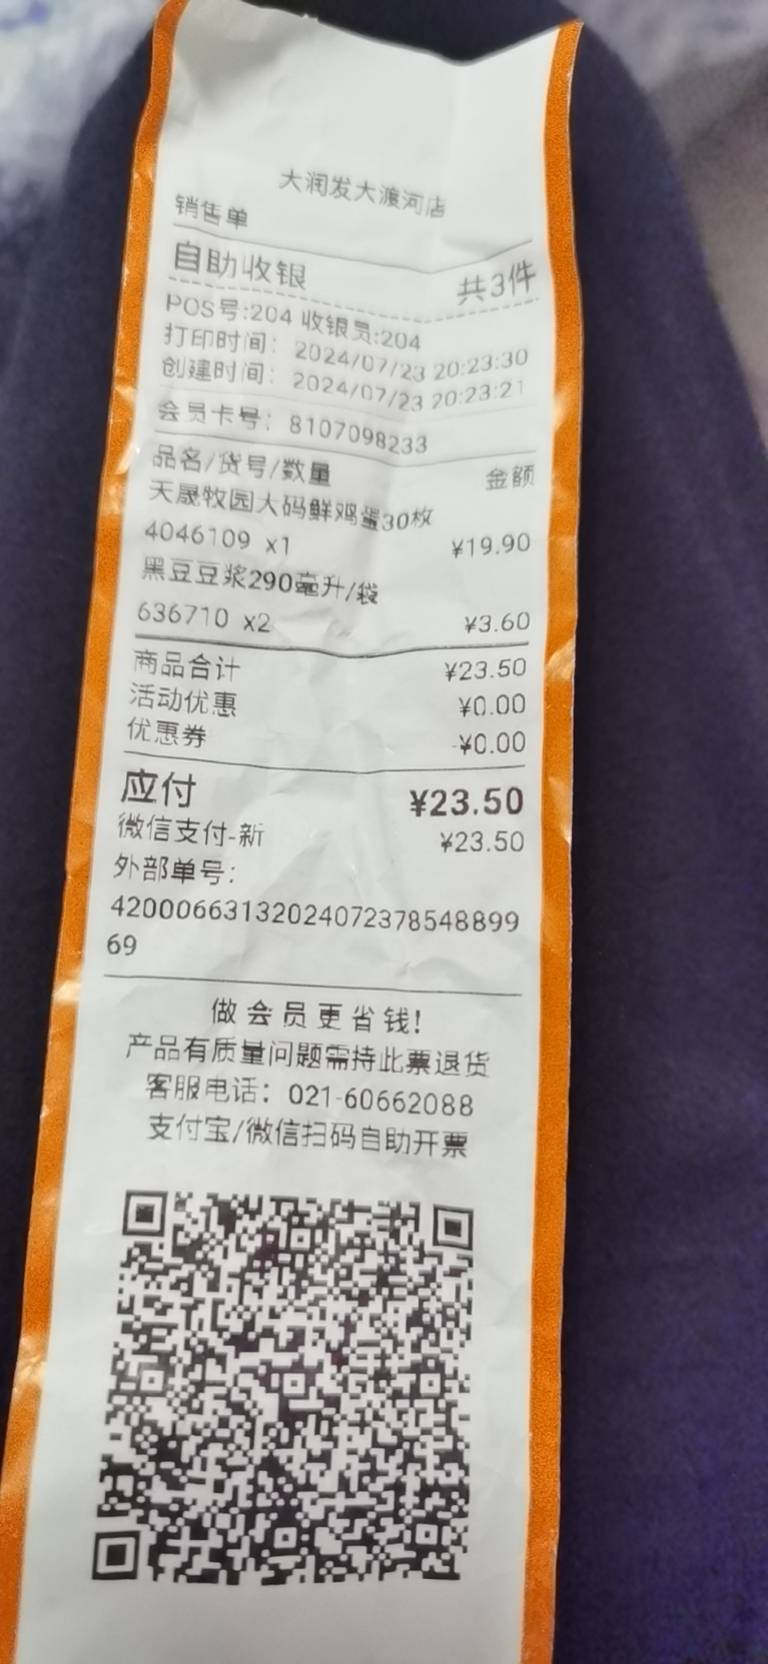 大润发大渡河店
销售单
自助收银 共3件
POS号:204 收银员:204
打印时间: 2024/07/23 20:23:30
创建时间: 2024/07/23 20:23:21
会员卡号: 8107098233
品名/货号/数量 金额
天晟牧园大码鲜鸡蛋30枚
4046109 x1 ¥19.90
黑豆豆浆290毫升/袋
636710 x2 ¥3.60
商品合计 ¥23.50
活动优惠 ¥0.00
优惠券 -¥0.00
应付 ¥23.50
微信支付-新 ¥23.50
外部单号:
42000663132024072378548899
69
做会员更省钱!
产品有质量问题需持此票退货
客服电话: 021-60662088
支付宝/微信扫码自助开票